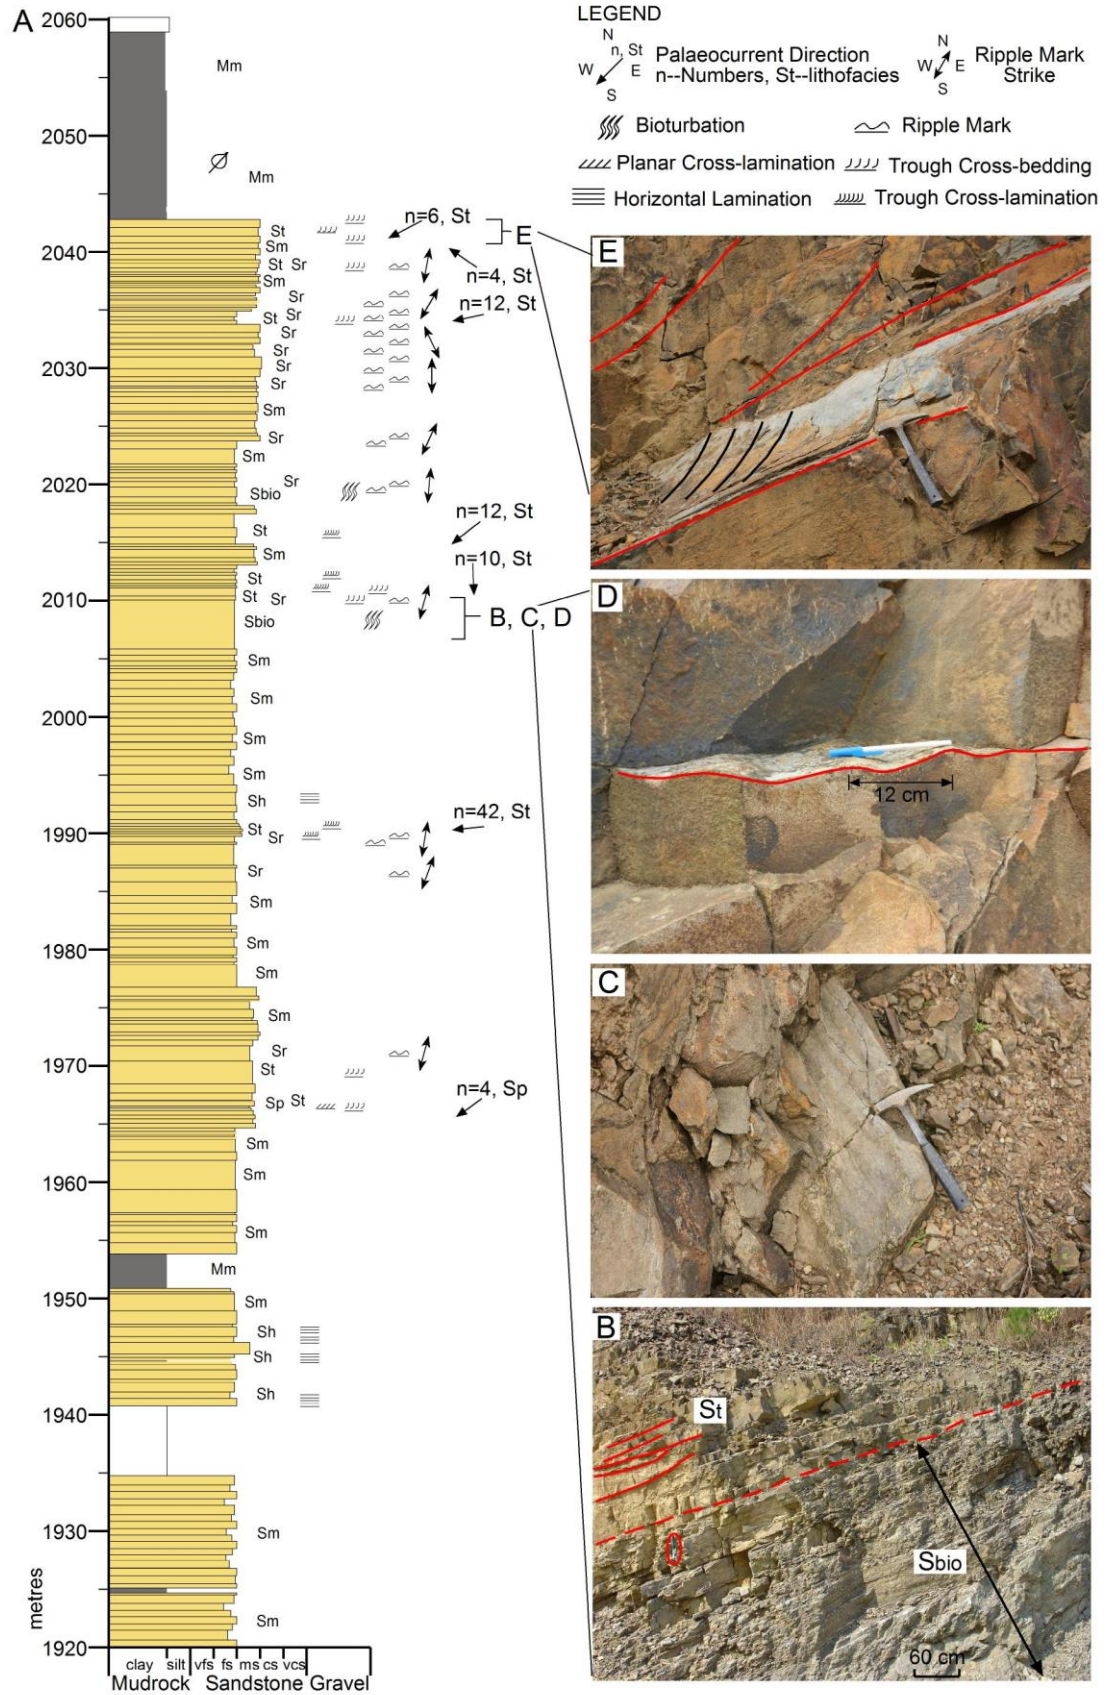 A
2060
2050
2040
2030
2020
2010
2000
1990
1980
1970
1960
1950
1940
1930
1920
metres
clay silt vfs fs ms cs vcs
Mudrock Sandstone Gravel
Mm
Mm
St
Sm
St Sr
Sm
Sr
St Sr
Sr
Sr
Sr
Sr
Sm
Sr
Sm
Sr
Sbio
St
Sm
St
St Sr
Sbio
Sm
Sm
Sm
Sm
Sh
St
Sr
Sr
Sm
Sm
Sm
Sm
Sr
St
Sp St
Sm
Sm
Sm
Mm
Sm
Sh
Sh
Sh
Sm
Sm
n=6, St
n=4, St
n=12, St
n=12, St
n=10, St
n=42, St
n=4, Sp
E
B, C, D
LEGEND
N
n, St
W E
S
Palaeocurrent Direction
n--Numbers, St--lithofacies
N
W E
S
Ripple Mark
Strike
Bioturbation
Ripple Mark
Planar Cross-lamination
Trough Cross-bedding
Horizontal Lamination
Trough Cross-lamination
E
D
12 cm
C
B
St
Sbio
60 cm